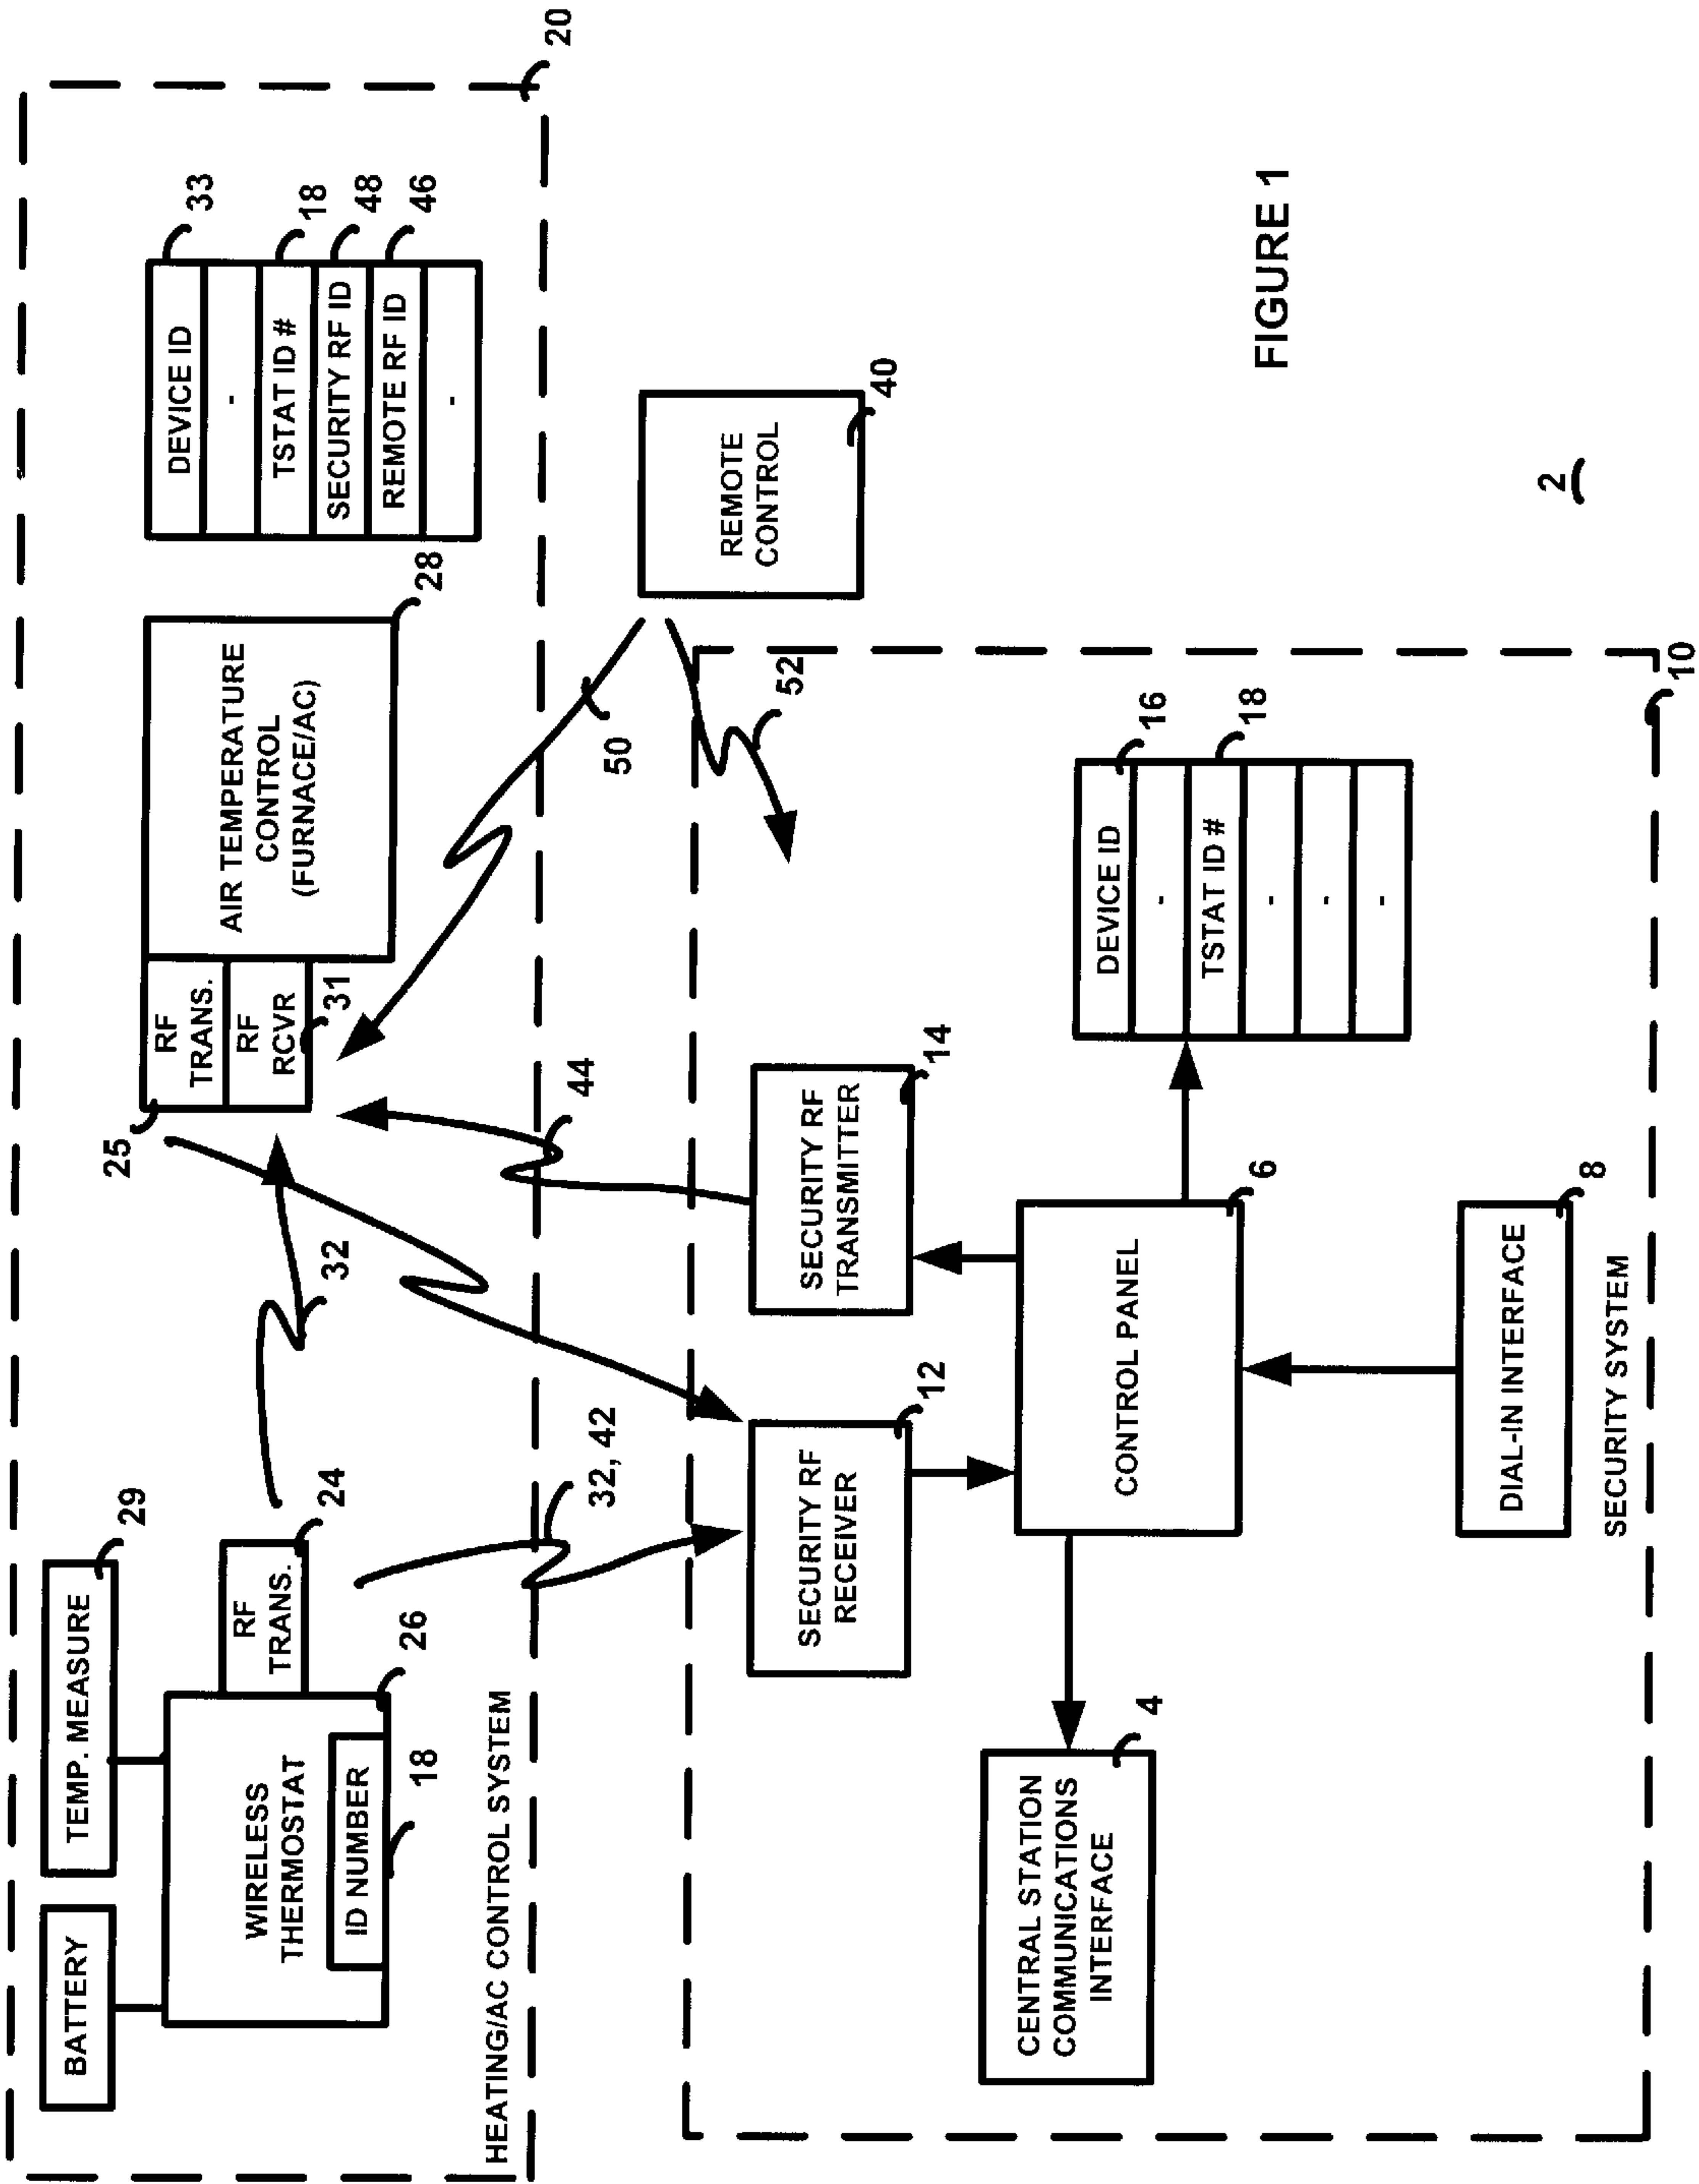 BATTERY
TEMP. MEASURE
29
WIRELESS
THERMOSTAT
ID NUMBER
18
26
RF
TRANS.
24
32
25
RF
TRANS.
RF
RCVR
31
AIR TEMPERATURE
CONTROL
(FURNACE/AC)
28
DEVICE ID
-
TSTAT ID #
SECURITY RF ID
REMOTE RF ID
-
33
18
48
46
HEATING/AC CONTROL SYSTEM
20
32, 42
44
50
52
REMOTE
CONTROL
40
SECURITY RF
RECEIVER
12
SECURITY RF
TRANSMITTER
14
CENTRAL STATION
COMMUNICATIONS
INTERFACE
4
CONTROL PANEL
6
DEVICE ID
-
TSTAT ID #
-
-
-
16
18
DIAL-IN INTERFACE
8
SECURITY SYSTEM
10
2
FIGURE 1